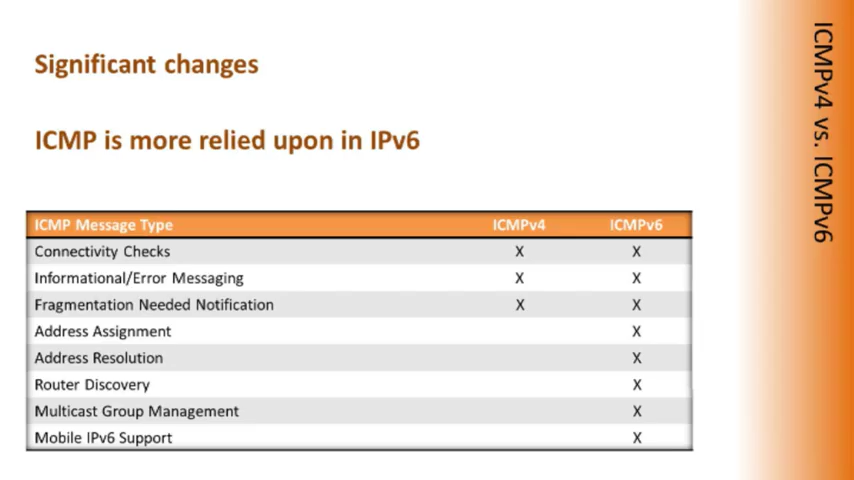 Significant changes
ICMP is more relied upon in IPv6
ICMP Message Type ICMPv4 ICMPv6
Connectivity Checks X X
Informational/Error Messaging X X
Fragmentation Needed Notification X X
Address Assignment X
Address Resolution X
Router Discovery X
Multicast Group Management X
Mobile IPv6 Support X
ICMPv4 vs. ICMPv6